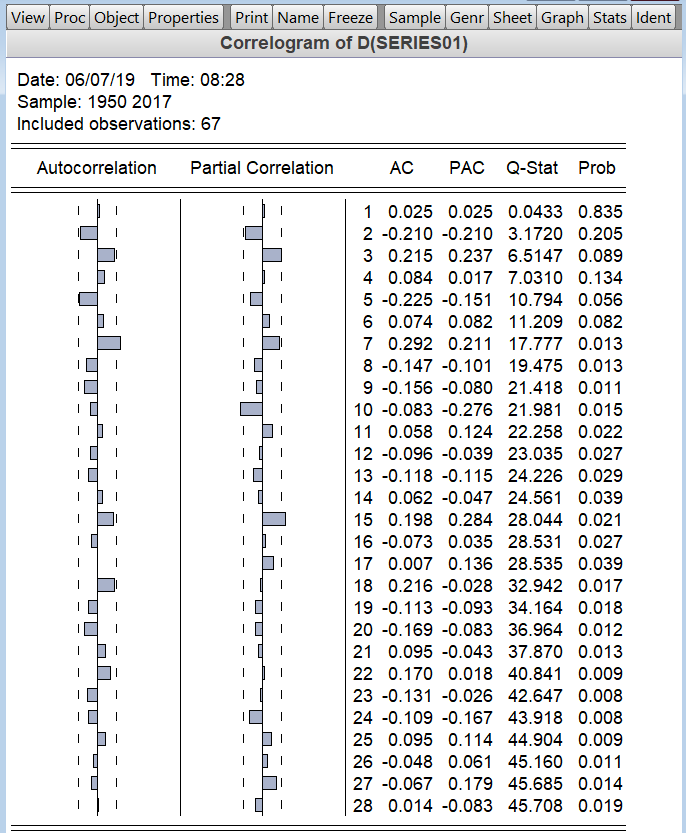 View Proc Object Properties Print Name Freeze Sample Genr Sheet Graph Stats Ident
Correlogram of D(SERIES01)
Date: 06/07/19 Time: 08:28
Sample: 1950 2017
Included observations: 67
Autocorrelation Partial Correlation AC PAC Q-Stat Prob
1 0.025 0.025 0.0433 0.835
2 -0.210 -0.210 3.1720 0.205
3 0.215 0.237 6.5147 0.089
4 0.084 0.017 7.0310 0.134
5 -0.225 -0.151 10.794 0.056
6 0.074 0.082 11.209 0.082
7 0.292 0.211 17.777 0.013
8 -0.147 -0.101 19.475 0.013
9 -0.156 -0.080 21.418 0.011
10 -0.083 -0.276 21.981 0.015
11 0.058 0.124 22.258 0.022
12 -0.096 -0.039 23.035 0.027
13 -0.118 -0.115 24.226 0.029
14 0.062 -0.047 24.561 0.039
15 0.198 0.284 28.044 0.021
16 -0.073 0.035 28.531 0.027
17 0.007 0.136 28.535 0.039
18 0.216 -0.028 32.942 0.017
19 -0.113 -0.093 34.164 0.018
20 -0.169 -0.083 36.964 0.012
21 0.095 -0.043 37.870 0.013
22 0.170 0.018 40.841 0.009
23 -0.131 -0.026 42.647 0.008
24 -0.109 -0.167 43.918 0.008
25 0.095 0.114 44.904 0.009
26 -0.048 0.061 45.160 0.011
27 -0.067 0.179 45.685 0.014
28 0.014 -0.083 45.708 0.019